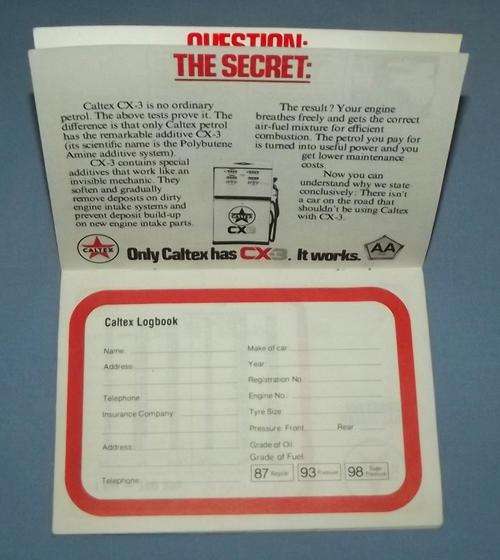 QUESTION:
THE SECRET:
Caltex CX-3 is no ordinary
petrol. The above tests prove it. The
difference is that only Caltex petrol
has the remarkable additive CX-3
(its scientific name is the Polybutene
Amine additive system).
CX-3 contains special
additives that work like an
invisible mechanic. They
soften and gradually
remove deposits on dirty
engine intake systems and
prevent deposit build-up
on new engine intake parts.
The result? Your engine
breathes freely and gets the correct
air-fuel mixture for efficient
combustion. The petrol you pay for
is turned into useful power and you
get lower maintenance
costs
Now you can
understand why we state
conclusively: There isn't
a car on the road that
shouldn't be using Caltex
with CX-3.
CALTEX
CALTEX
Only Caltex has CX-3. It works.
AA
Caltex Logbook
Name
Address
Telephone
Insurance Company
Address
Telephone
Make of car
Year
Registration No
Engine No
Tyre Size
Pressure: Front Rear
Grade of Oil
Grade of Fuel
87 Regular 93 Premium 98 Super Premium